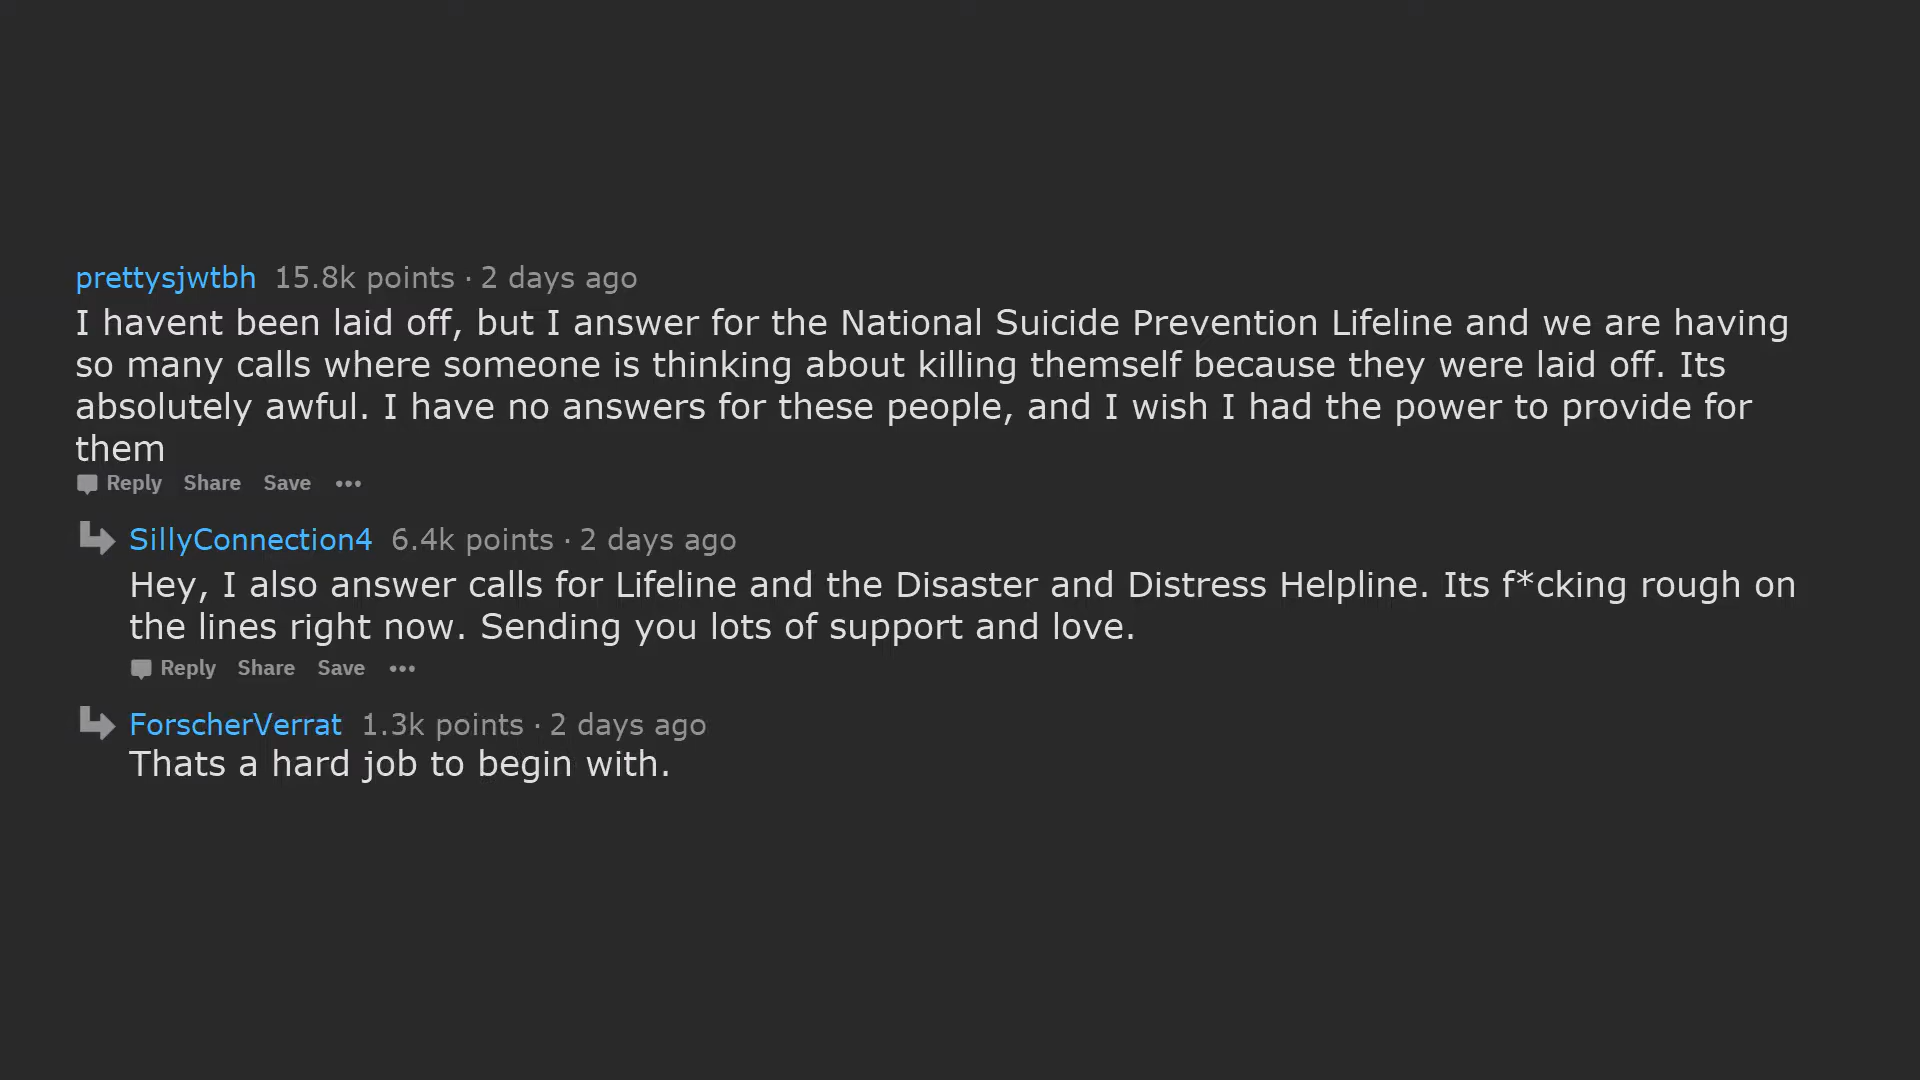 prettysjwtbh 15.8k points · 2 days ago
I havent been laid off, but I answer for the National Suicide Prevention Lifeline and we are having
so many calls where someone is thinking about killing themself because they were laid off. Its
absolutely awful. I have no answers for these people, and I wish I had the power to provide for
them
Reply Share Save •••
SillyConnection4 6.4k points · 2 days ago
Hey, I also answer calls for Lifeline and the Disaster and Distress Helpline. Its f*cking rough on
the lines right now. Sending you lots of support and love.
Reply Share Save •••
ForscherVerrat 1.3k points · 2 days ago
Thats a hard job to begin with.